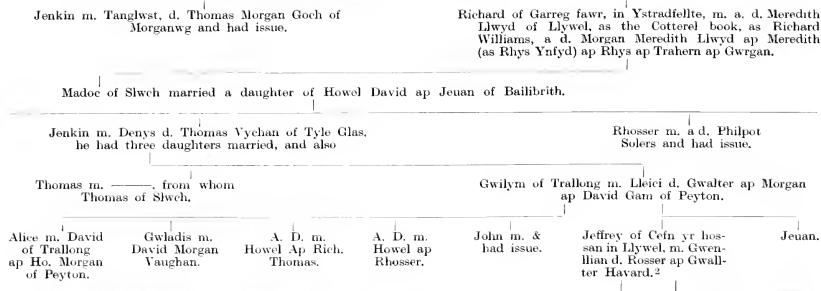 Jenkin m. Tanglwst, d. Thomas Morgan Goch of
Morganwg and had issue.
Richard of Garreg fawr, in Ystradfellte, m. a. d. Meredith
Llwyd of Llywel, as the Cotterel book, as Richard
Williams, a d. Morgan Meredith Llwyd ap Meredith
(as Rhys Ynfyd) ap Rhys ap Trahern ap Gwrgan.
Madoc of Slwch married a daughter of Howel David ap Jeuan of Bailibrith.
Jenkin m. Denys d. Thomas Vychan of Tyle Glas,
he had three daughters married, and also
Rhosser m. a d. Philpot
Solers and had issue.
Thomas m. ———, from whom
Thomas of Slwch.
Gwilym of Trallong m. Lleici d. Gwalter ap Morgan
ap David Gam of Peyton.
Alice m. David
of Trallong
ap Ho. Morgan
of Peyton.
Gwladis m.
David Morgan
Vaughan.
A. D. m.
Howel Ap Rich.
Thomas.
A. D. m.
Howel ap
Rhosser.
John m. &
had issue.
Jeffrey of Cefn yr hos-
san in Llywel, m. Gwen-
llian d. Rosser ap Gwall-
ter Havard.²
Jeuan.